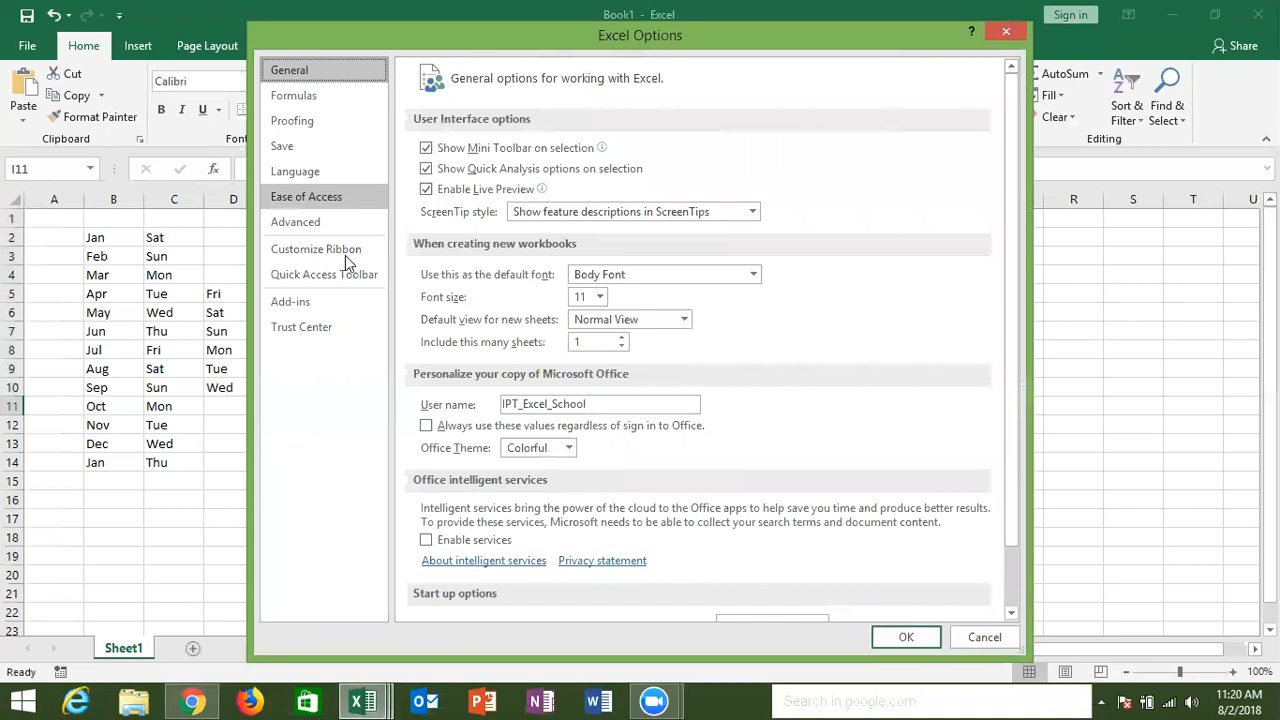 Book1 - Excel
Sign in
File Home Insert Page Layout
Share
Excel Options
?
Paste
Cut
Copy
Format Painter
Clipboard
Calibri
B I U
AutoSum
Fill
Clear
Sort & Filter
Find & Select
Editing
General
Formulas
Proofing
Save
Language
Ease of Access
Advanced
Customize Ribbon
Quick Access Toolbar
Add-ins
Trust Center
General options for working with Excel.
User Interface options
Show Mini Toolbar on selection
Show Quick Analysis options on selection
Enable Live Preview
ScreenTip style: Show feature descriptions in ScreenTips
When creating new workbooks
Use this as the default font: Body Font
Font size: 11
Default view for new sheets: Normal View
Include this many sheets: 1
Personalize your copy of Microsoft Office
User name: IPT_Excel_School
Always use these values regardless of sign in to Office.
Office Theme: Colorful
Office intelligent services
Intelligent services bring the power of the cloud to the Office apps to help save you time and produce better results.
To provide these services, Microsoft needs to be able to collect your search terms and document content.
Enable services
About intelligent services Privacy statement
Start up options
OK Cancel
I11 fx
A B C D R S T U
1
2 Jan Sat
3 Feb Sun
4 Mar Mon
5 Apr Tue Fri
6 May Wed Sat
7 Jun Thu Sun
8 Jul Fri Mon
9 Aug Sat Tue
10 Sep Sun Wed
11 Oct Mon
12 Nov Tue
13 Dec Wed
14 Jan Thu
15
16
17
18
19
20
21
22
23
Sheet1
Ready
100%
Search in google.com
11:20 AM
8/2/2018